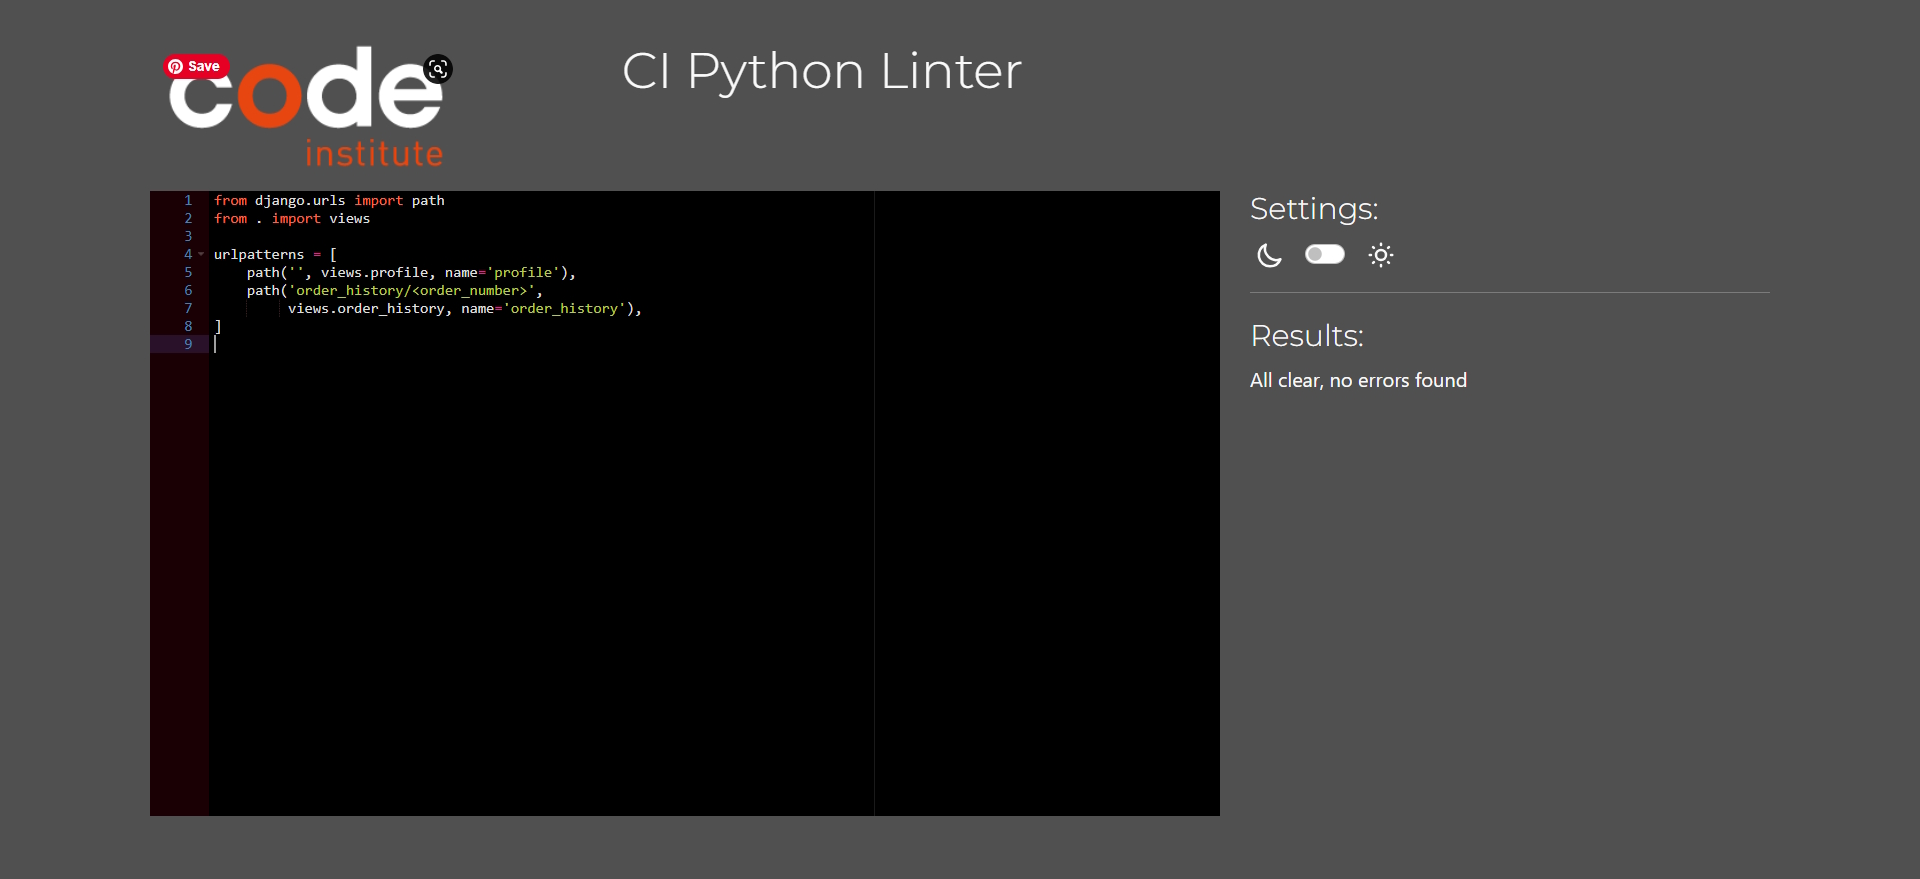 Save
code
institute
CI Python Linter
1 from django.urls import path
2 from . import views
3
4 urlpatterns = [
5     path('', views.profile, name='profile'),
6     path('order_history/<order_number>',
7          views.order_history, name='order_history'),
8 ]
9
Settings:
Results:
All clear, no errors found